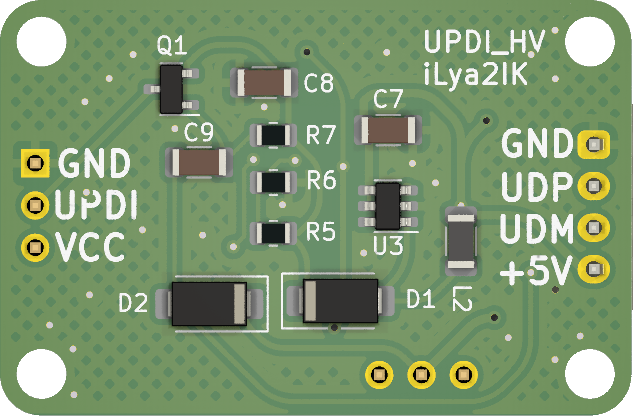 Q1
UPDI_HV
iLya2IK
C8
C7
C9
R7
GND
GND
R6
UPDI
UDP
R5
VCC
U3
UDM
+5V
D2
D1
L2